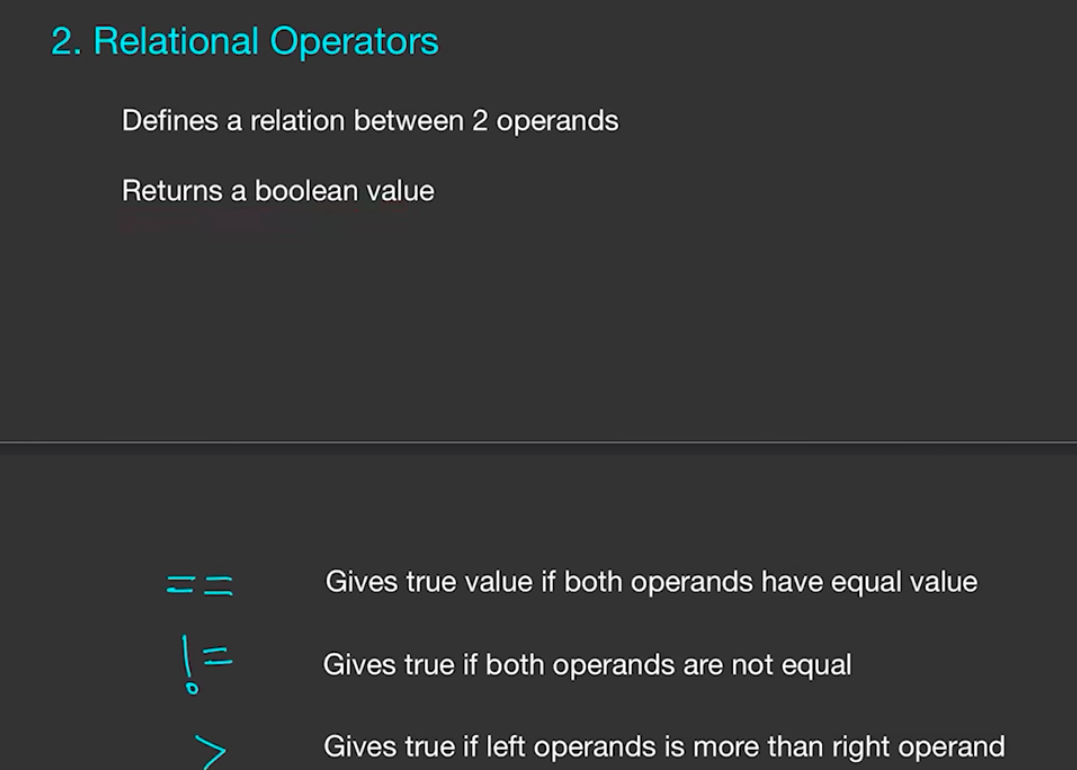 2. Relational Operators
Defines a relation between 2 operands
Returns a boolean value
== Gives true value if both operands have equal value
!= Gives true if both operands are not equal
> Gives true if left operands is more than right operand